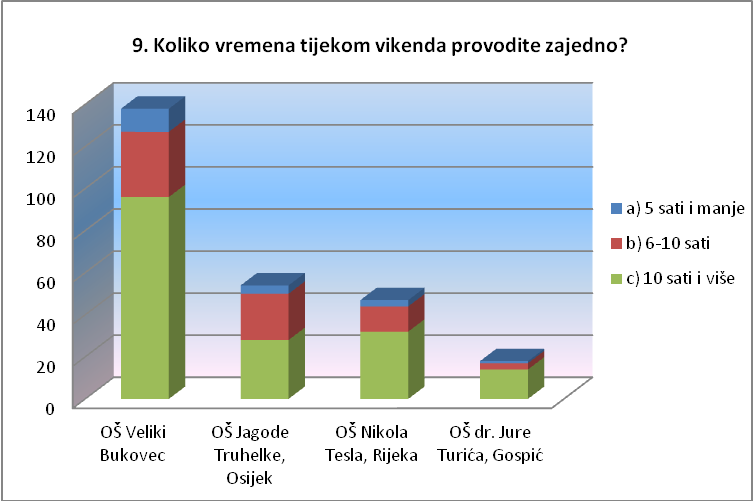 9. Koliko vremena tijekom vikenda provodite zajedno?
140
120
100
80
60
40
20
0
OŠ Veliki
Bukovec
OŠ Jagode
Truhelke,
Osijek
OŠ Nikola
Tesla, Rijeka
OŠ dr. Jure
Turića, Gospić
a) 5 sati i manje
b) 6-10 sati
c) 10 sati i više